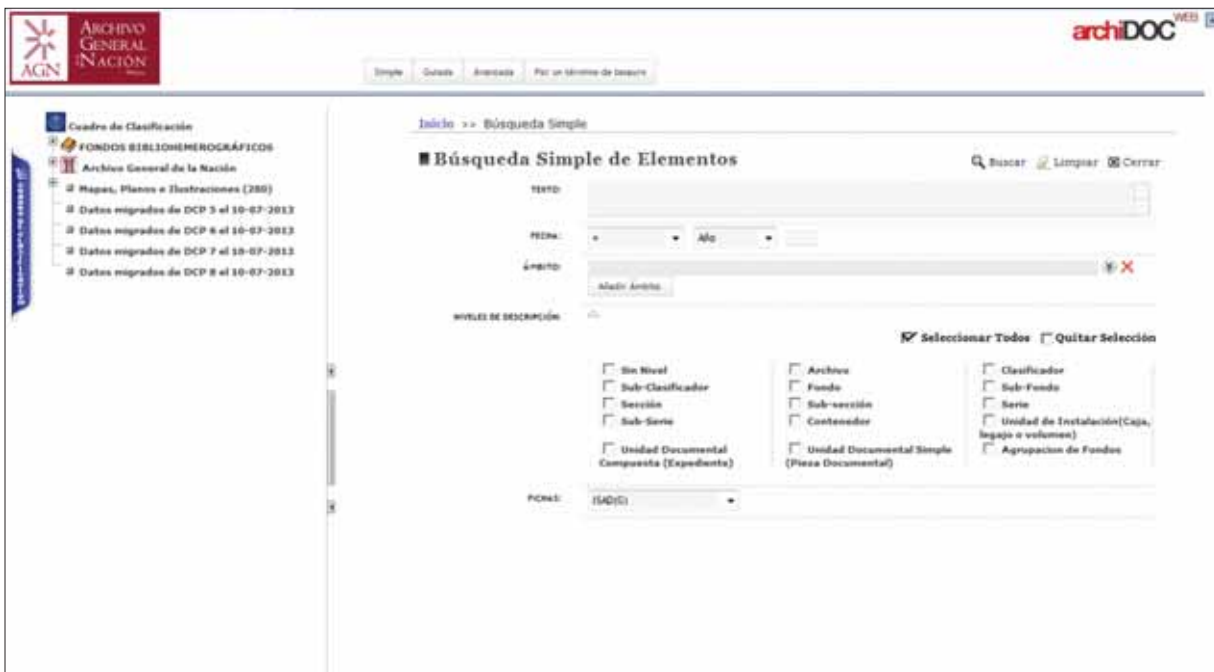 ARCHIVO
GENERAL
DE LA NACIÓN
AGN
archiDOC WEB
Simple Guiada Avanzada Por un término de tesauro
Cuadro de Clasificación
FONDOS BIBLIOHEMEROGRÁFICOS
Archivo General de la Nación
Mapas, Planos e Ilustraciones (280)
Datos migrados de DCP 5 el 10-07-2013
Datos migrados de DCP 6 el 10-07-2013
Datos migrados de DCP 7 el 10-07-2013
Datos migrados de DCP 8 el 10-07-2013
Inicio >> Búsqueda Simple
Búsqueda Simple de Elementos
Buscar Limpiar Cerrar
TEXTO:
FECHA: = Año
ÁMBITO:
Añadir Ámbito
NIVELES DE DESCRIPCIÓN:
Seleccionar Todos Quitar Selección
Sin Nivel Archivo Clasificador
Sub-Clasificador Fondo Sub-Fondo
Sección Sub-sección Serie
Sub-Serie Contenedor Unidad de Instalación(Caja,
legajo o volumen)
Unidad Documental Unidad Documental Simple Agrupacion de Fondos
Compuesta (Expediente) (Pieza Documental)
FICHAS: ISAD(G)